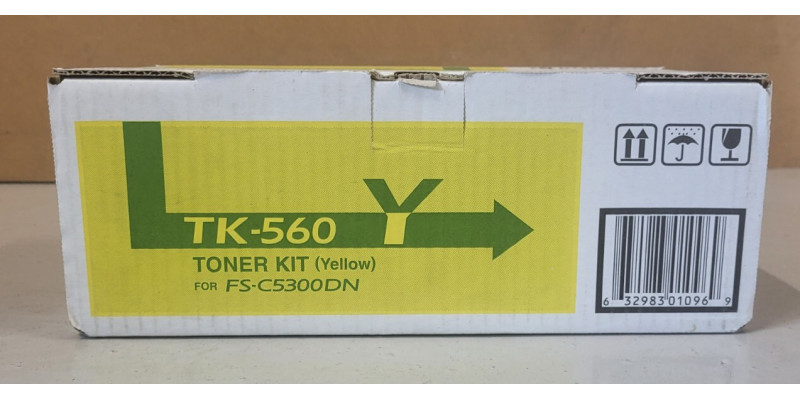 Y
TK-560
TONER KIT (Yellow)
FOR FS-C5300DN
6 32983 01096 9